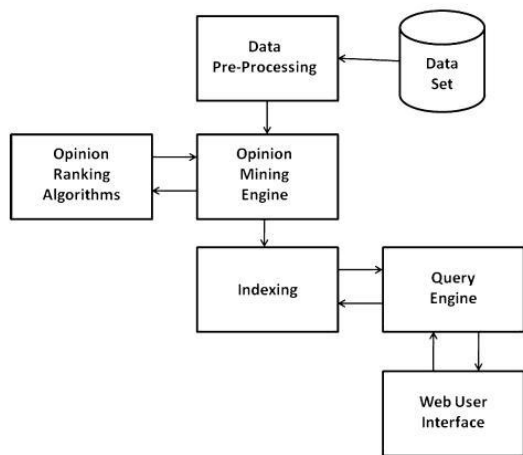 Data
Pre-Processing
Data
Set
Opinion
Ranking
Algorithms
Opinion
Mining
Engine
Indexing
Query
Engine
Web User
Interface